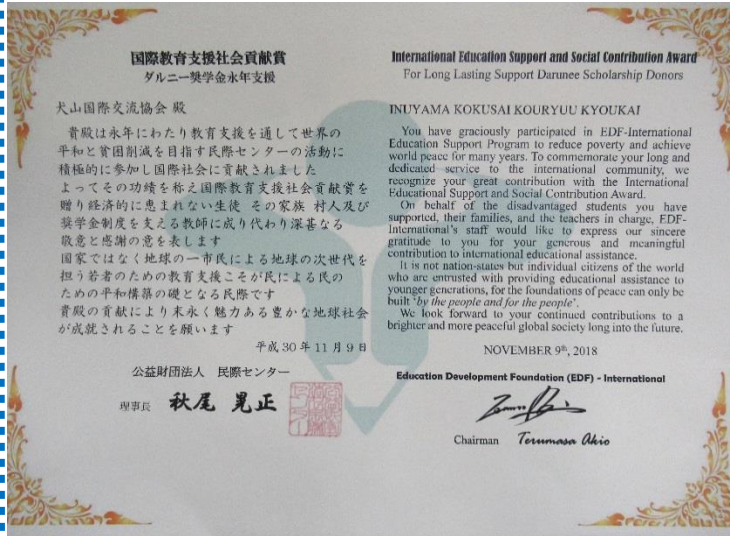 国際教育支援社会貢献賞
ダルニー奨学金永年支援
犬山国際交流協会 殿
貴殿は永年にわたり教育支援を通して世界の
平和と貧困削減を目指す民際センターの活動に
積極的に参加し国際社会に貢献されました
よってその功績を称え国際教育支援社会貢献賞を
贈り経済的に恵まれない生徒 その家族 村人及び
奨学金制度を支える教師に成り代わり深甚なる
敬意と感謝の意を表します
国家ではなく地球の一市民による地球の次世代を
担う若者のための教育支援こそが民による民の
ための平和構築の礎となる民際です
貴殿の貢献により末永く魅力ある豊かな地球社会
が成就されることを願います
平成30年11月9日
公益財団法人 民際センター
理事長 秋尾 晃正
International Education Support and Social Contribution Award
For Long Lasting Support Darunee Scholarship Donors
INUYAMA KOKUSAI KOURYUU KYOUKAI
You have graciously participated in EDF-International
Education Support Program to reduce poverty and achieve
world peace for many years. To commemorate your long and
dedicated service to the international community, we
recognize your great contribution with the International
Educational Support and Social Contribution Award.
On behalf of the disadvantaged students you have
supported, their families, and the teachers in charge, EDF-
International's staff would like to express our sincere
gratitude to you for your generous and meaningful
contribution to international educational assistance.
It is not nation-states but individual citizens of the world
who are entrusted with providing educational assistance to
younger generations, for the foundations of peace can only be
built 'by the people and for the people'.
We look forward to your continued contributions to a
brighter and more peaceful global society long into the future.
NOVEMBER 9th, 2018
Education Development Foundation (EDF) - International
Chairman Terumasa Akio